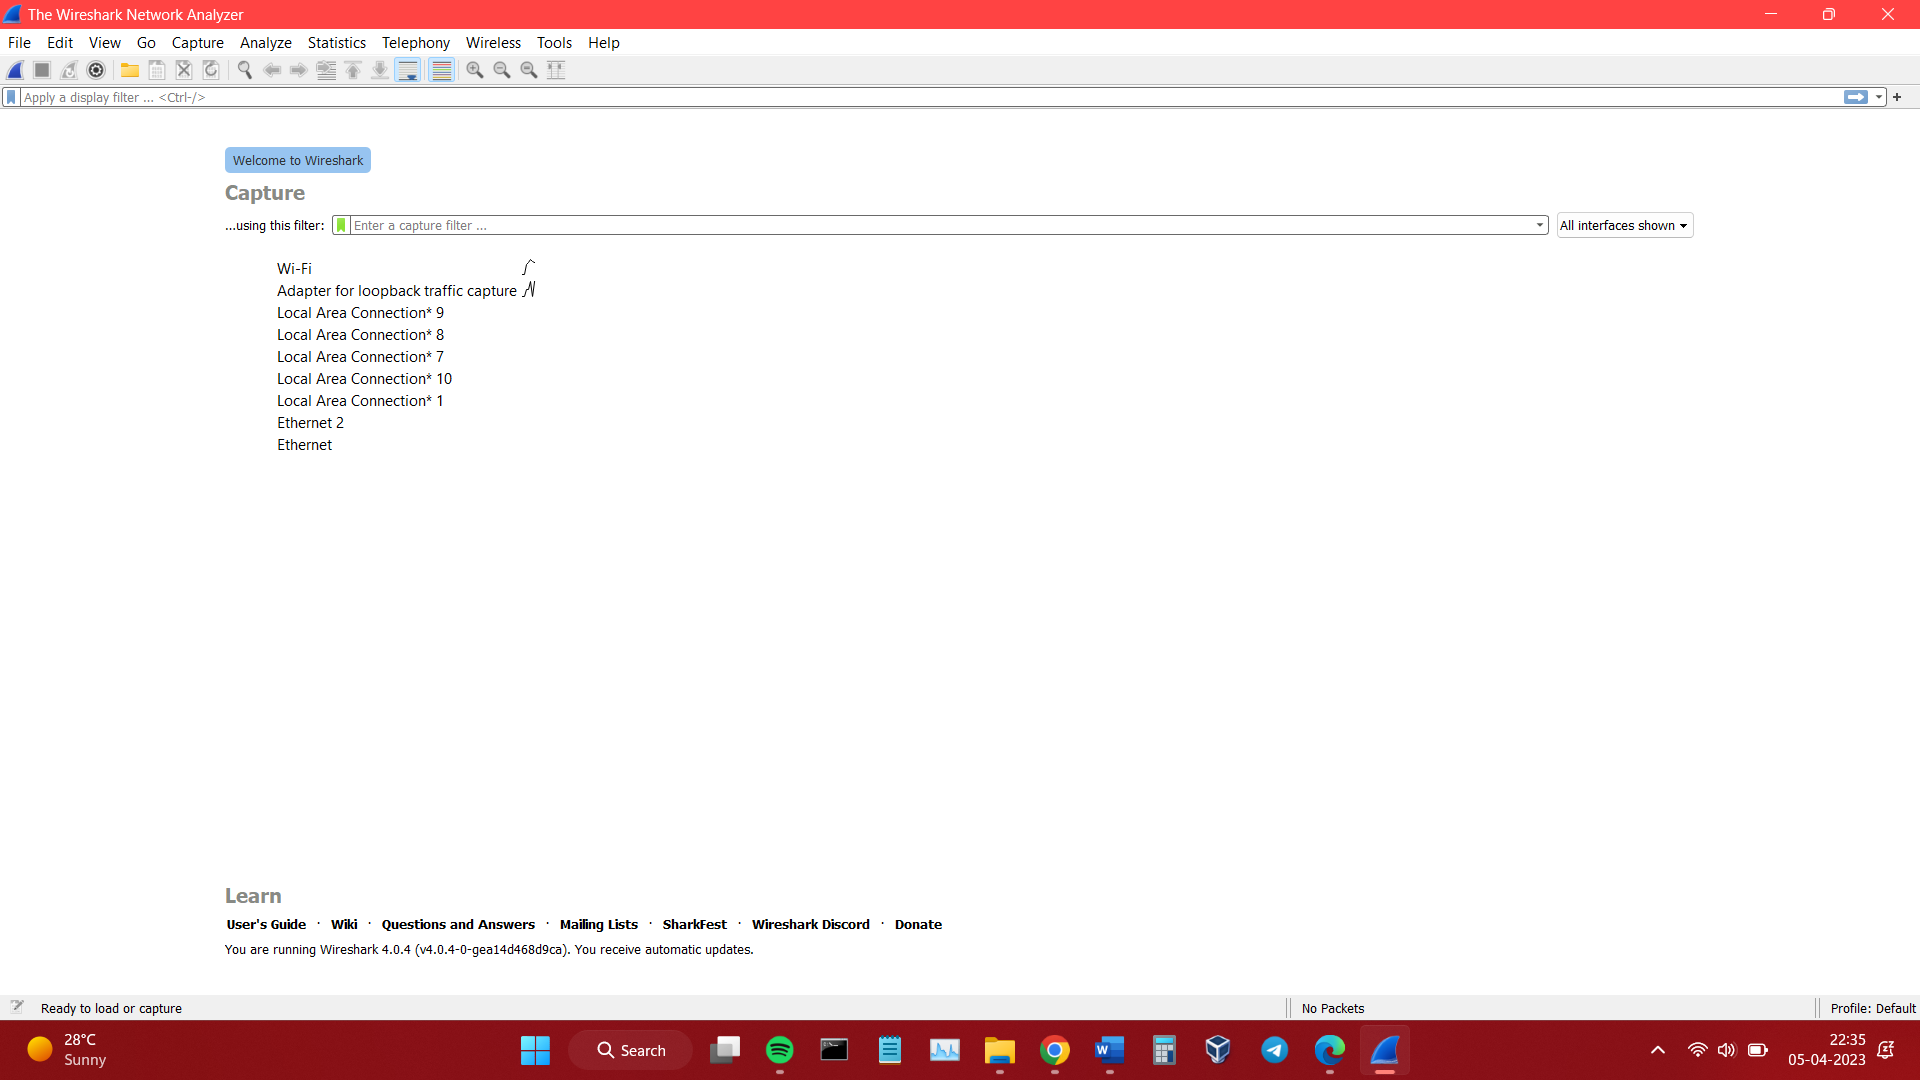 The Wireshark Network Analyzer
File Edit View Go Capture Analyze Statistics Telephony Wireless Tools Help
Apply a display filter ... <Ctrl-/>
Welcome to Wireshark
Capture
...using this filter: Enter a capture filter ... All interfaces shown
Wi-Fi
Adapter for loopback traffic capture
Local Area Connection* 9
Local Area Connection* 8
Local Area Connection* 7
Local Area Connection* 10
Local Area Connection* 1
Ethernet 2
Ethernet
Learn
User's Guide · Wiki · Questions and Answers · Mailing Lists · SharkFest · Wireshark Discord · Donate
You are running Wireshark 4.0.4 (v4.0.4-0-gea14d468d9ca). You receive automatic updates.
Ready to load or capture No Packets Profile: Default
28°C
Sunny
Search
22:35
05-04-2023